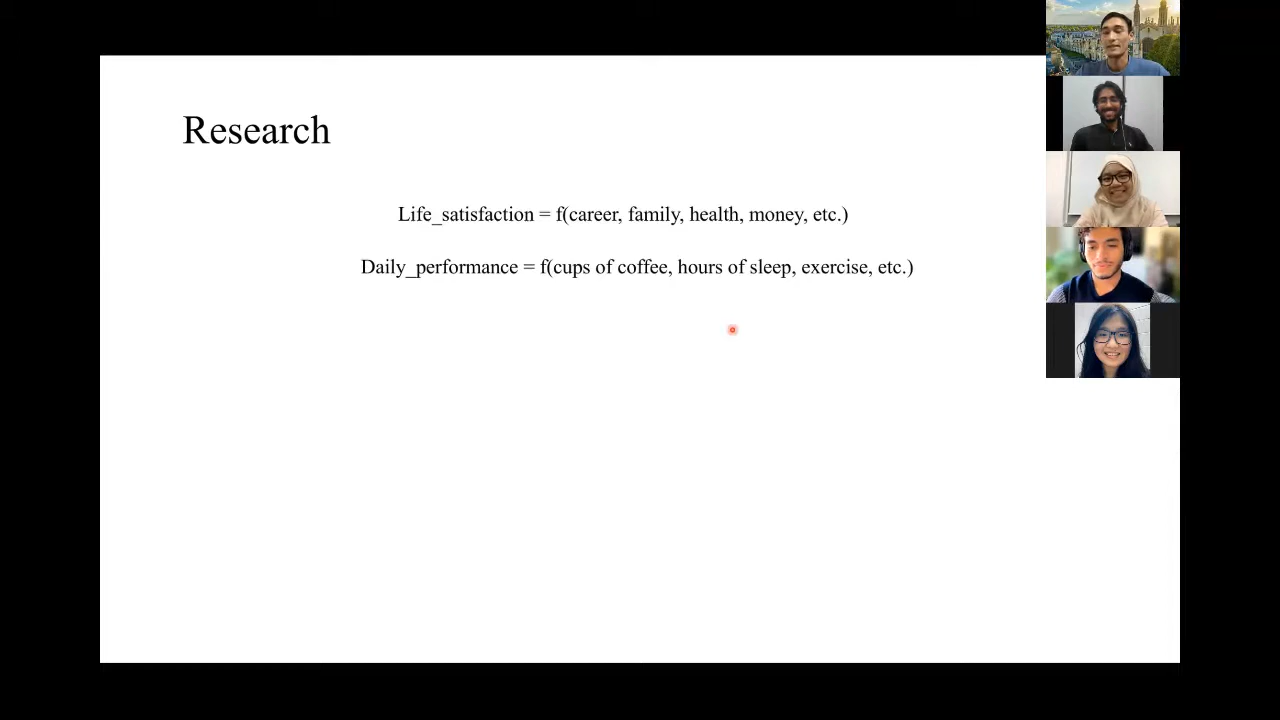 Research
Life_satisfaction = f(career, family, health, money, etc.)
Daily_performance = f(cups of coffee, hours of sleep, exercise, etc.)